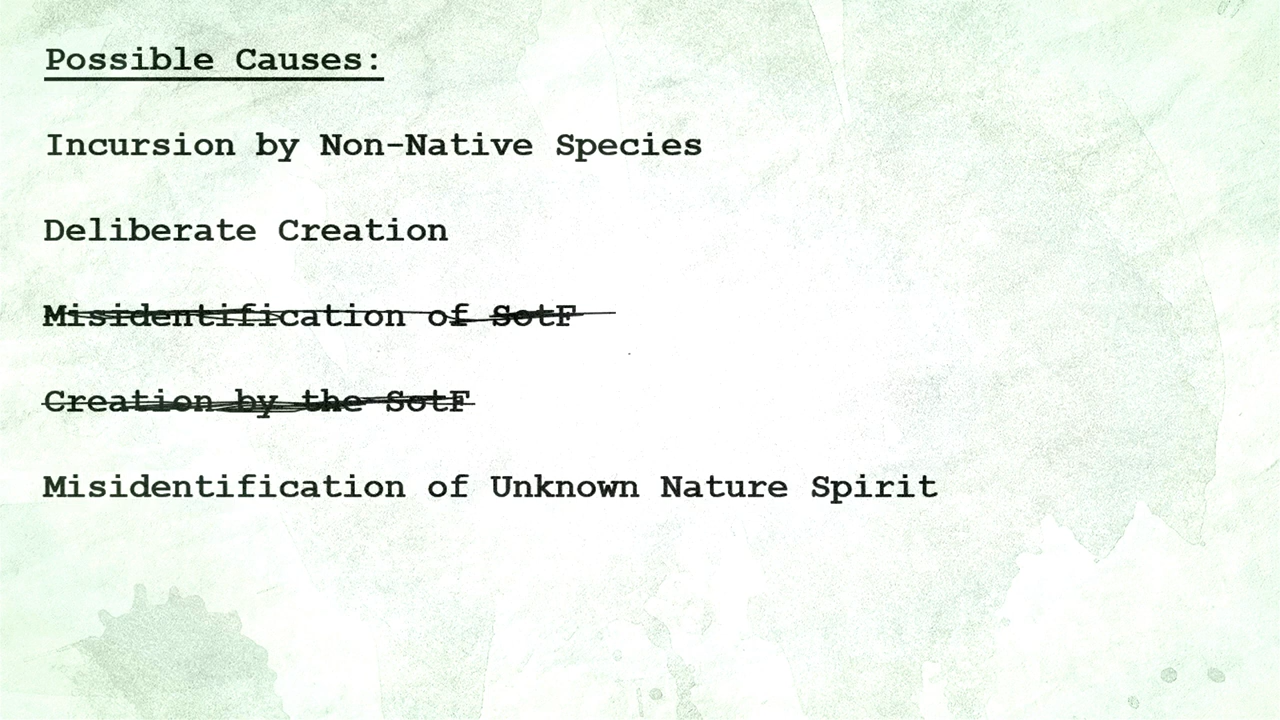 Possible Causes:
Incursion by Non-Native Species
Deliberate Creation
Misidentification of SotF
Creation by the SotF
Misidentification of Unknown Nature Spirit